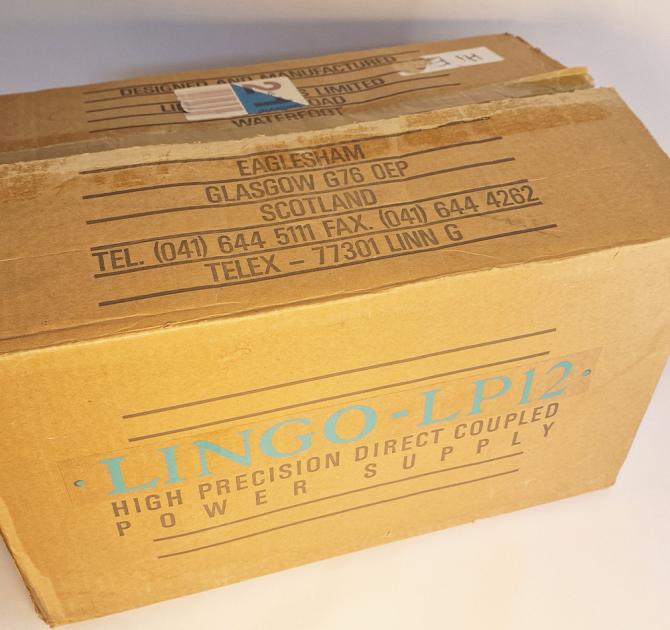 DESIGNED AND MANUFACTURED
LIMITED
WATERFOOT
EAGLESHAM
GLASGOW G76 0EP
SCOTLAND
TEL. (041) 644 5111 FAX. (041) 644 4262
TELEX – 77301 LINN G
·LINGO-LP12·
HIGH PRECISION DIRECT COUPLED
POWER SUPPLY